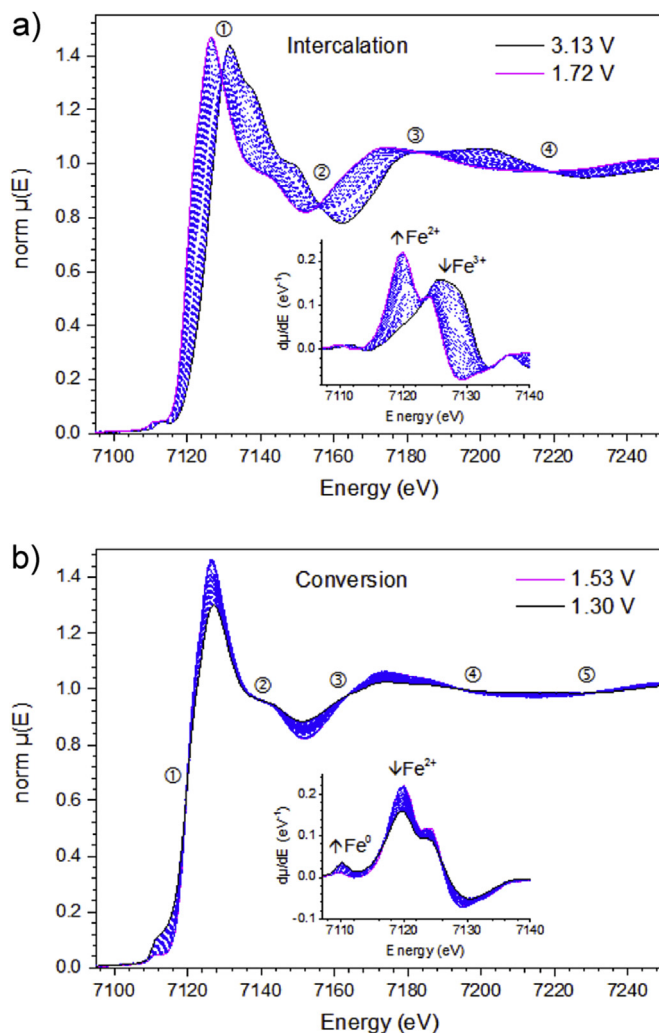 a)
Intercalation
3.13 V
1.72 V
①
②
③
④
norm μ(E)
1.4
1.2
1.0
0.8
0.6
0.4
0.2
0.0
↑Fe²⁺
↓Fe³⁺
dμ/dE (eV⁻¹)
0.2
0.1
0.0
7110 7120 7130 7140
Energy (eV)
7100 7120 7140 7160 7180 7200 7220 7240
Energy (eV)
b)
Conversion
1.53 V
1.30 V
①
②
③
④
⑤
norm μ(E)
1.4
1.2
1.0
0.8
0.6
0.4
0.2
0.0
↓Fe²⁺
↑Fe⁰
dμ/dE (eV⁻¹)
0.2
0.1
0.0
-0.1
7110 7120 7130 7140
Energy (eV)
7100 7120 7140 7160 7180 7200 7220 7240
Energy (eV)